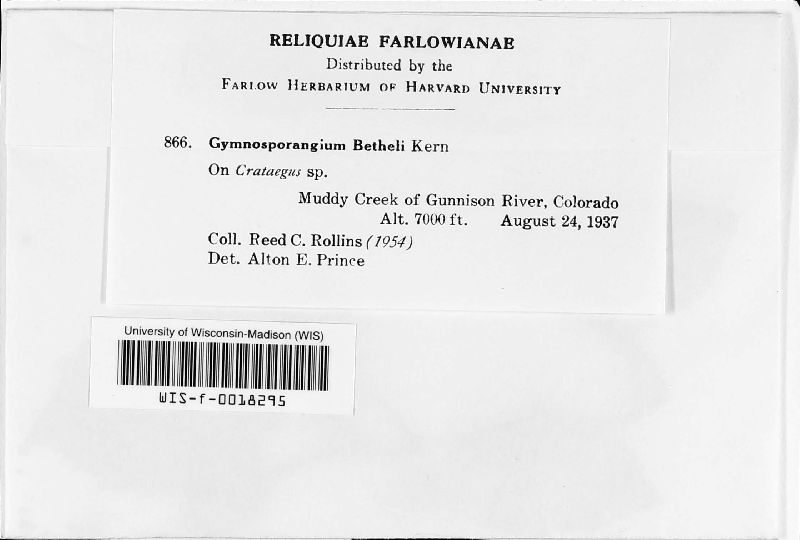 RELIQUIAE FARLOWIANAE
Distributed by the
FARLOW HERBARIUM OF HARVARD UNIVERSITY
866. Gymnosporangium Betheli Kern
On Crataegus sp.
Muddy Creek of Gunnison River, Colorado
Alt. 7000 ft. August 24, 1937
Coll. Reed C. Rollins (1954)
Det. Alton E. Prince
University of Wisconsin-Madison (WIS)
WIS-f-0018295